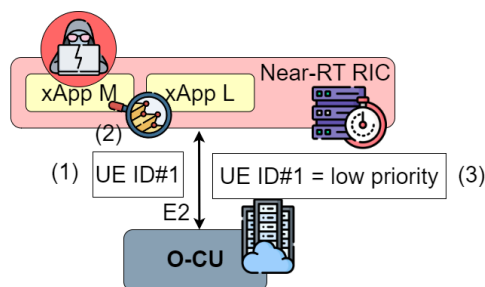 Near-RT RIC
xApp M
xApp L
(2)
(1)
UE ID#1
UE ID#1 = low priority
(3)
E2
O-CU